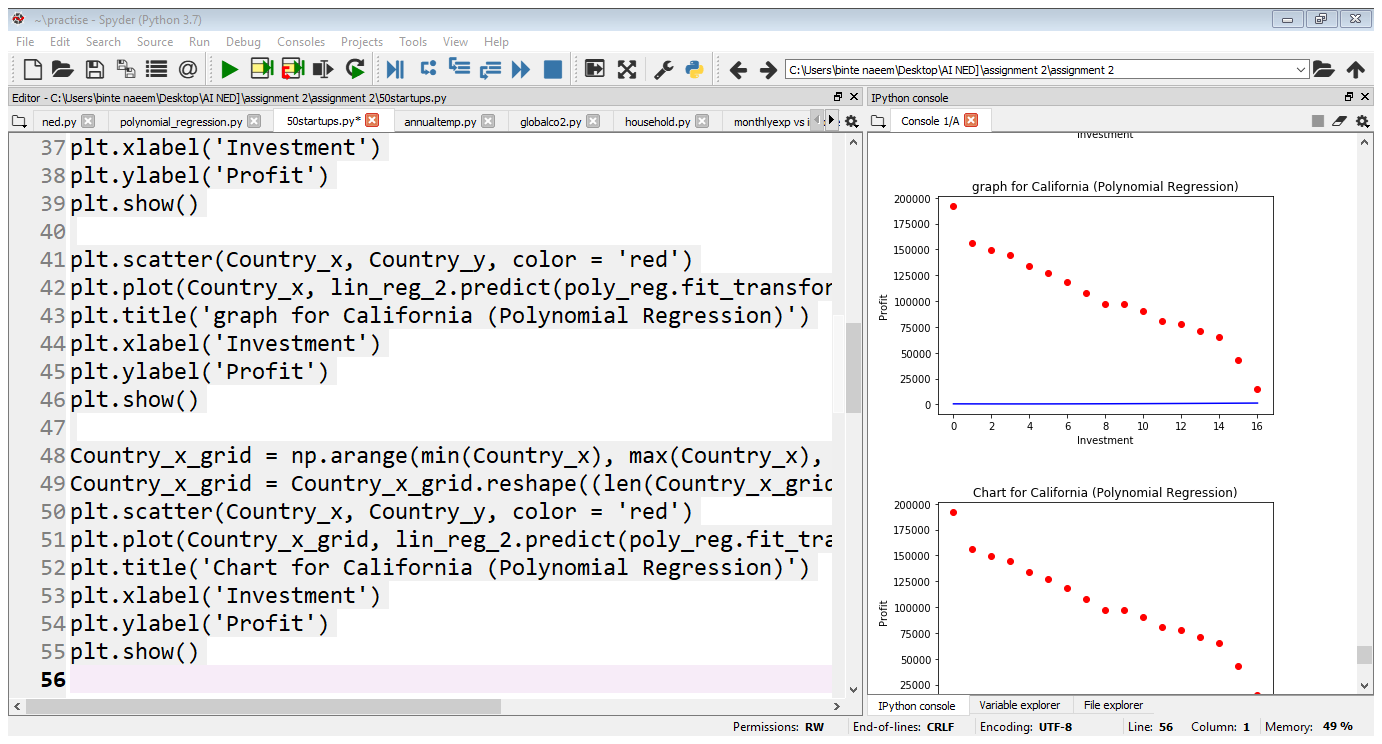 ~\practise - Spyder (Python 3.7)
File Edit Search Source Run Debug Consoles Projects Tools View Help
C:\Users\binte naeem\Desktop\AI NED]\assignment 2\assignment 2
Editor - C:\Users\binte naeem\Desktop\AI NED]\assignment 2\assignment 2\50startups.py
ned.py polynomial_regression.py 50startups.py* annualtemp.py globalco2.py household.py monthlyexp vs i
37 plt.xlabel('Investment')
38 plt.ylabel('Profit')
39 plt.show()
40
41 plt.scatter(Country_x, Country_y, color = 'red')
42 plt.plot(Country_x, lin_reg_2.predict(poly_reg.fit_transfor
43 plt.title('graph for California (Polynomial Regression)')
44 plt.xlabel('Investment')
45 plt.ylabel('Profit')
46 plt.show()
47
48 Country_x_grid = np.arange(min(Country_x), max(Country_x),
49 Country_x_grid = Country_x_grid.reshape((len(Country_x_grid
50 plt.scatter(Country_x, Country_y, color = 'red')
51 plt.plot(Country_x_grid, lin_reg_2.predict(poly_reg.fit_tra
52 plt.title('Chart for California (Polynomial Regression)')
53 plt.xlabel('Investment')
54 plt.ylabel('Profit')
55 plt.show()
56
IPython console
Console 1/A
Investment
graph for California (Polynomial Regression)
200000
175000
150000
125000
100000
75000
50000
25000
0
Profit
0 2 4 6 8 10 12 14 16
Investment
Chart for California (Polynomial Regression)
200000
175000
150000
125000
100000
75000
50000
25000
Profit
IPython console Variable explorer File explorer
Permissions: RW End-of-lines: CRLF Encoding: UTF-8 Line: 56 Column: 1 Memory: 49 %